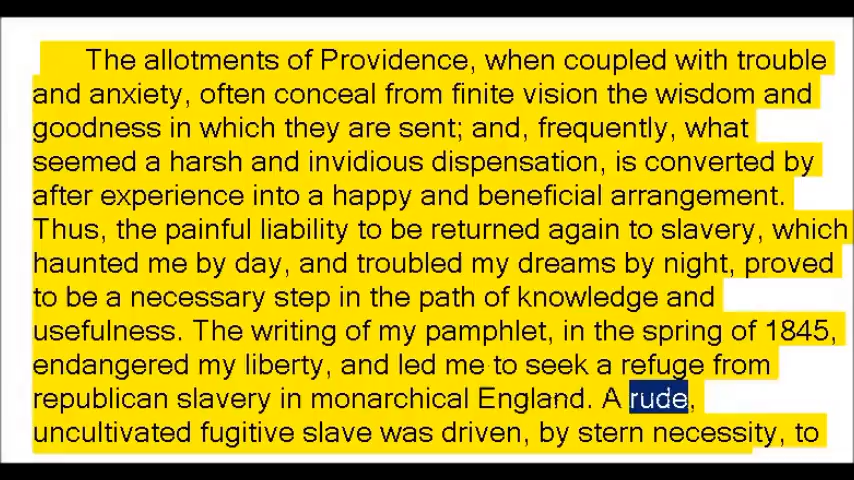 The allotments of Providence, when coupled with trouble
and anxiety, often conceal from finite vision the wisdom and
goodness in which they are sent; and, frequently, what
seemed a harsh and invidious dispensation, is converted by
after experience into a happy and beneficial arrangement.
Thus, the painful liability to be returned again to slavery, which
haunted me by day, and troubled my dreams by night, proved
to be a necessary step in the path of knowledge and
usefulness. The writing of my pamphlet, in the spring of 1845,
endangered my liberty, and led me to seek a refuge from
republican slavery in monarchical England. A rude,
uncultivated fugitive slave was driven, by stern necessity, to